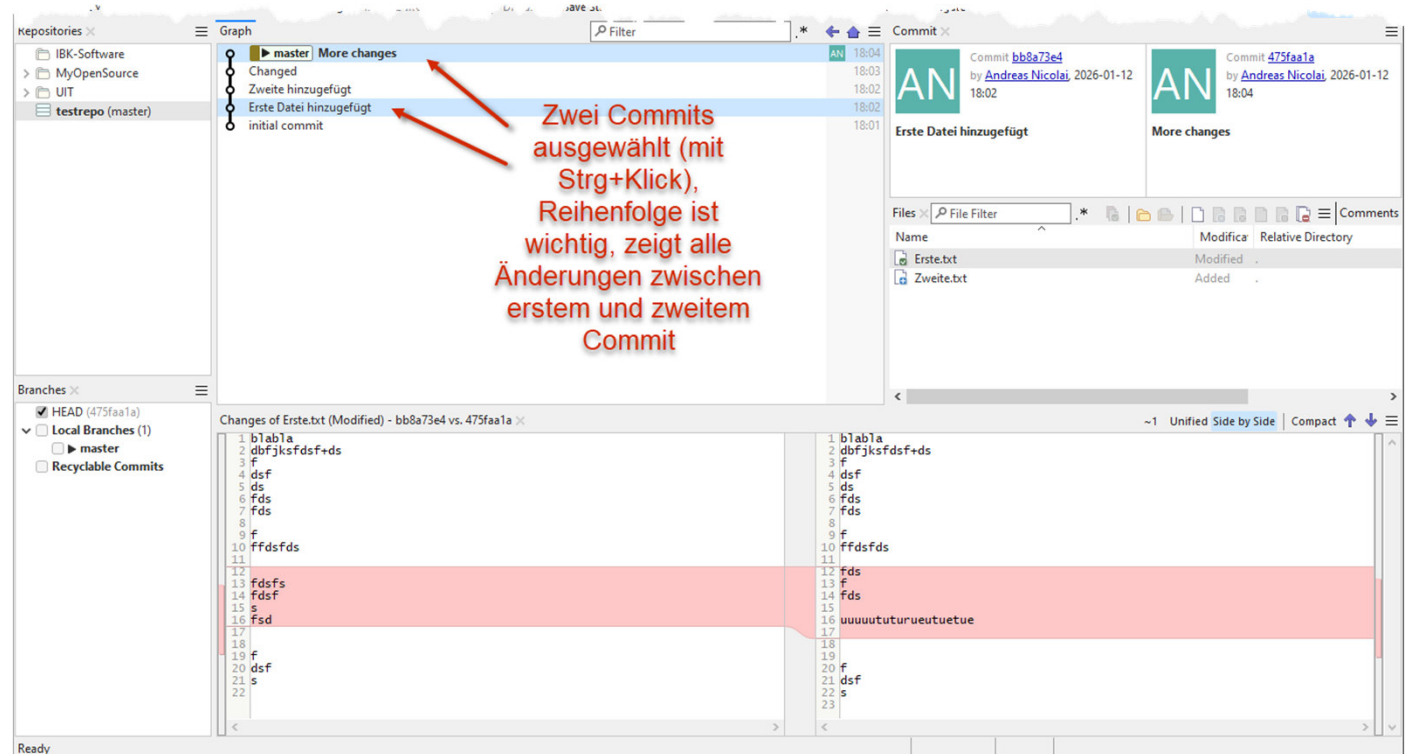 Repositories
IBK-Software
MyOpenSource
UIT
testrepo (master)
Graph
Filter
.*
master More changes AN 18:04
Changed 18:03
Zweite hinzugefügt 18:02
Erste Datei hinzugefügt 18:02
initial commit 18:01
Zwei Commits
ausgewählt (mit
Strg+Klick),
Reihenfolge ist
wichtig, zeigt alle
Änderungen zwischen
erstem und zweitem
Commit
Commit
AN
Commit bb8a73e4
by Andreas Nicolai, 2026-01-12
18:02
Erste Datei hinzugefügt
AN
Commit 475faa1a
by Andreas Nicolai, 2026-01-12
18:04
More changes
Files File Filter .* Comments
Name Modificat Relative Directory
Erste.txt Modified .
Zweite.txt Added .
Branches
HEAD (475faa1a)
Local Branches (1)
master
Recyclable Commits
Changes of Erste.txt (Modified) - bb8a73e4 vs. 475faa1a
~1 Unified Side by Side Compact
1 blabla
2 dbfjksfdsf+ds
3 f
4 dsf
5 ds
6 fds
7 fds
8
9 f
10 ffdsfds
11
12
13 fdsfs
14 fdsf
15 s
16 fsd
17
18
19 f
20 dsf
21 s
22
1 blabla
2 dbfjksfdsf+ds
3 f
4 dsf
5 ds
6 fds
7 fds
8
9 f
10 ffdsfds
11
12 fds
13 f
14 fds
15
16 uuuuututurueutuetue
17
18
19
20 f
21 dsf
22 s
23
Ready